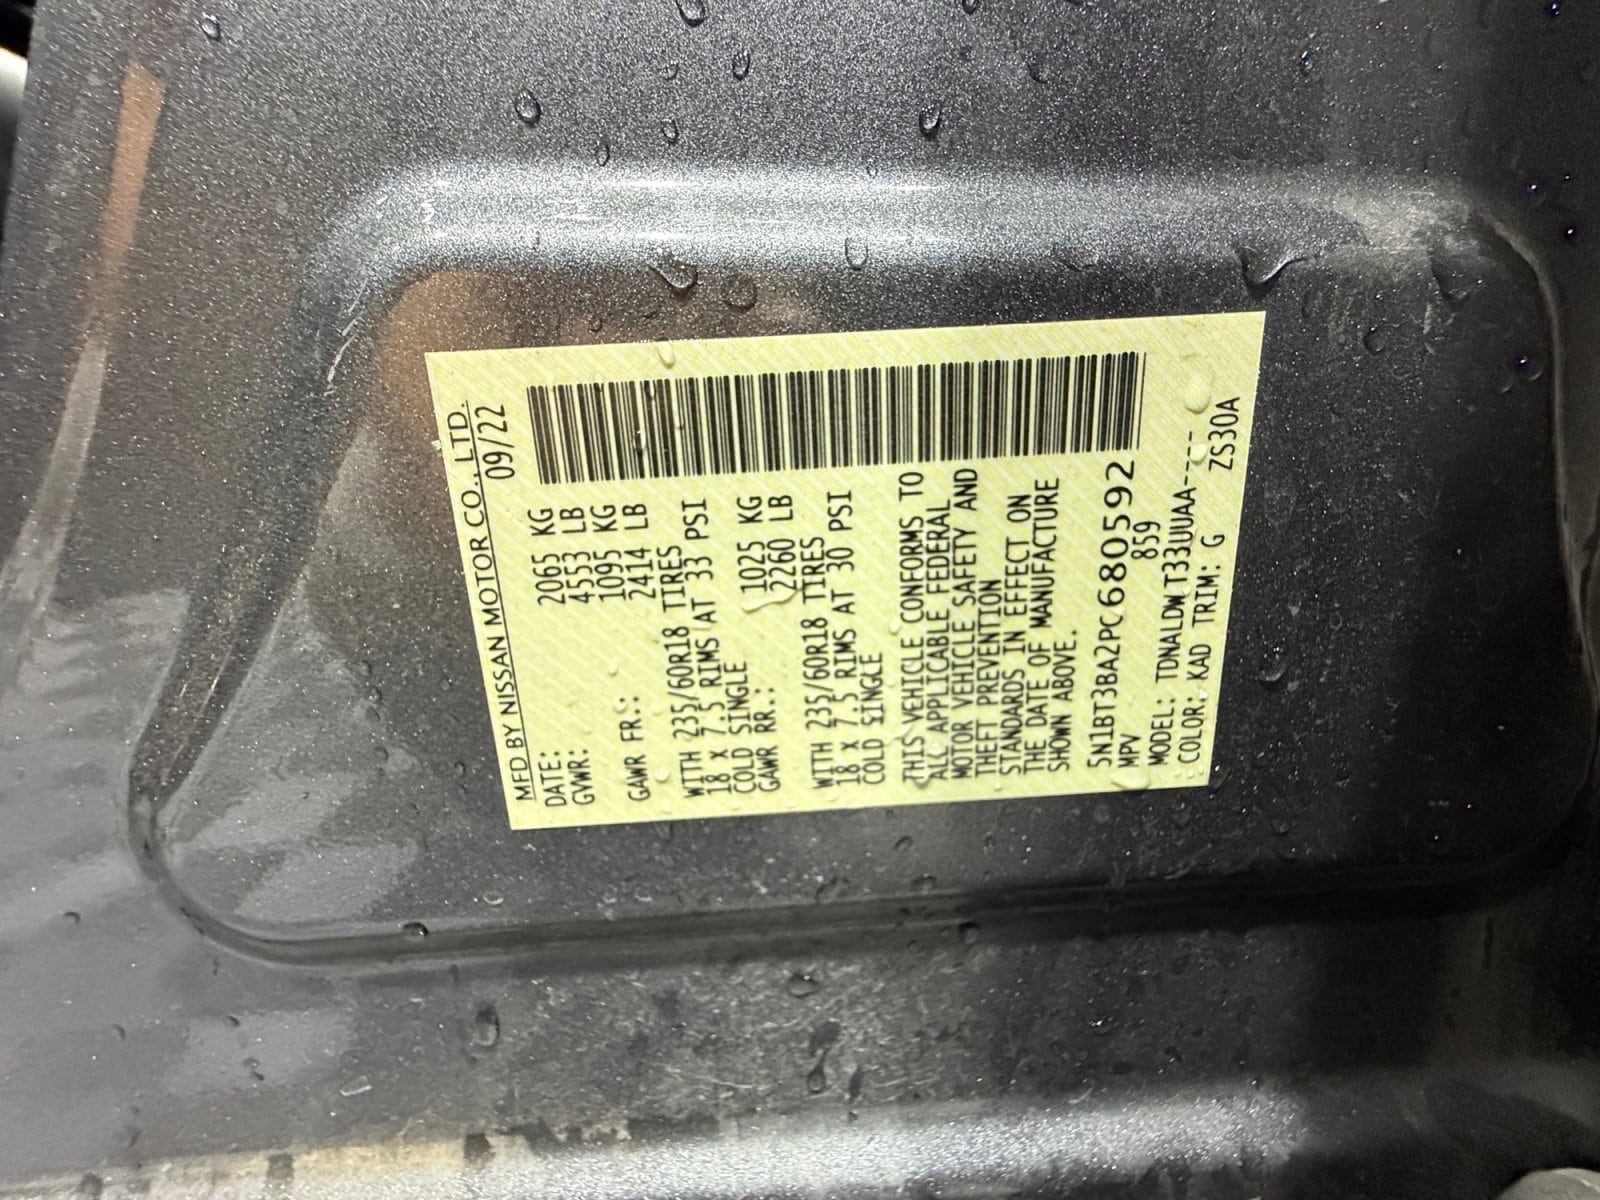 MFD BY NISSAN MOTOR CO., LTD.
DATE: 09/22
GVWR: 2065 KG
4553 LB
GAWR FR.: 1095 KG
2414 LB
WITH 235/60R18 TIRES
18 x 7.5 RIMS AT 33 PSI
COLD SINGLE
GAWR RR.: 1025 KG
2260 LB
WITH 235/60R18 TIRES
18 x 7.5 RIMS AT 30 PSI
COLD SINGLE
THIS VEHICLE CONFORMS TO
ALL APPLICABLE FEDERAL
MOTOR VEHICLE SAFETY AND
THEFT PREVENTION
STANDARDS IN EFFECT ON
THE DATE OF MANUFACTURE
SHOWN ABOVE.
5N1BT3BA2PC680592
MPV 859
MODEL: TDNALDW T33UUAA-----
COLOR: KAD TRIM: G ZS30A